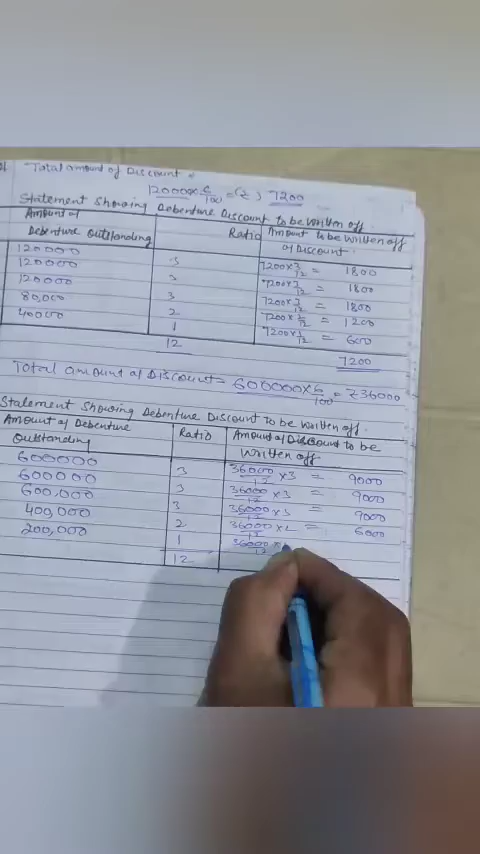 Total amount of Discount =
120000 × 6/100 = (₹) 7200
Statement Showing Debenture Discount to be written off
Amount of Debenture Outstanding Ratio Amount to be written off of Discount.
120000 3 7200×3/12 = 1800
120000 3 7200×3/12 = 1800
120000 3 7200×3/12 = 1800
80,000 2 7200×2/12 = 1200
40000 1 7200×1/12 = 600
12 7200
Total amount of Discount = 600000×6/100 = ₹36000
Statement Showing Debenture Discount to be written off.
Amount of Debenture Outstanding Ratio Amount of Discount to be written off
600000 3 36000/12 ×3 = 9000
600000 3 36000/12 ×3 = 9000
600,000 3 36000/12 ×3 = 9000
400,000 2 36000/12 ×2 = 6000
200,000 1 36000/12 ×
12